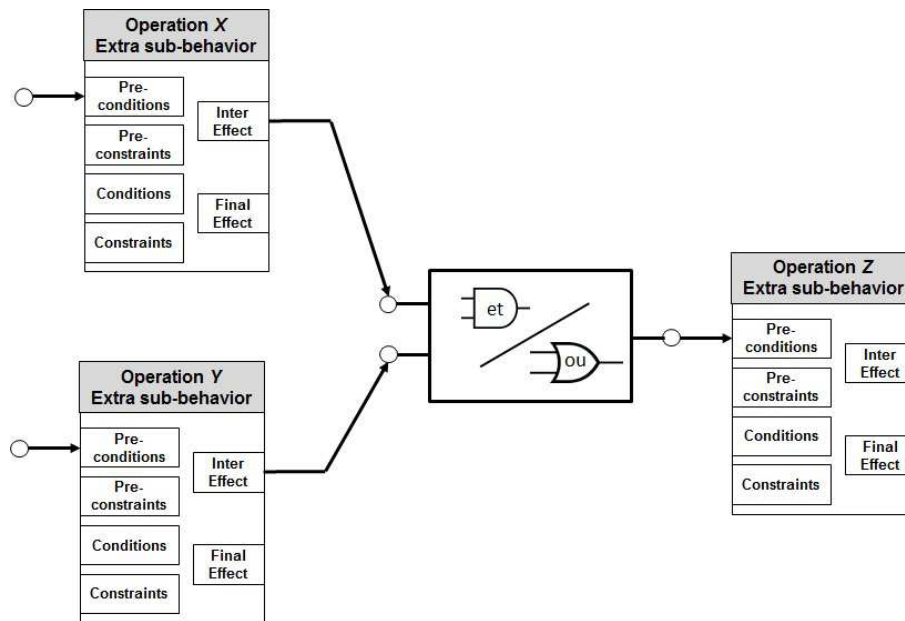 Operation X
Extra sub-behavior
Pre-
conditions
Inter
Effect
Pre-
constraints
Conditions
Final
Effect
Constraints
et
ou
Operation Z
Extra sub-behavior
Pre-
conditions
Inter
Effect
Pre-
constraints
Conditions
Final
Effect
Constraints
Operation Y
Extra sub-behavior
Pre-
conditions
Inter
Effect
Pre-
constraints
Conditions
Final
Effect
Constraints